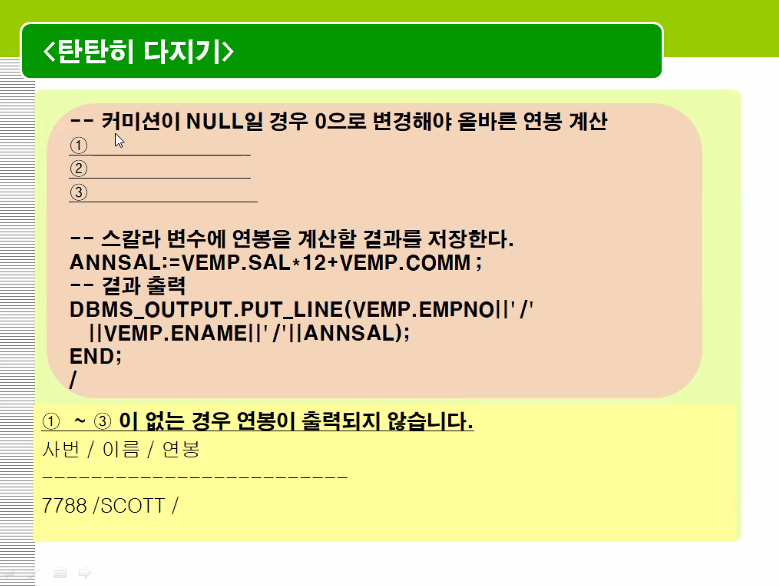 <탄탄히 다지기>
-- 커미션이 NULL일 경우 0으로 변경해야 올바른 연봉 계산
①
②
③
-- 스칼라 변수에 연봉을 계산할 결과를 저장한다.
ANNSAL:=VEMP.SAL*12+VEMP.COMM ;
-- 결과 출력
DBMS_OUTPUT.PUT_LINE(VEMP.EMPNO||'/'
||VEMP.ENAME||'/'||ANNSAL);
END;
/
① ~ ③ 이 없는 경우 연봉이 출력되지 않습니다.
사번 / 이름 / 연봉
-------------------------
7788 /SCOTT /